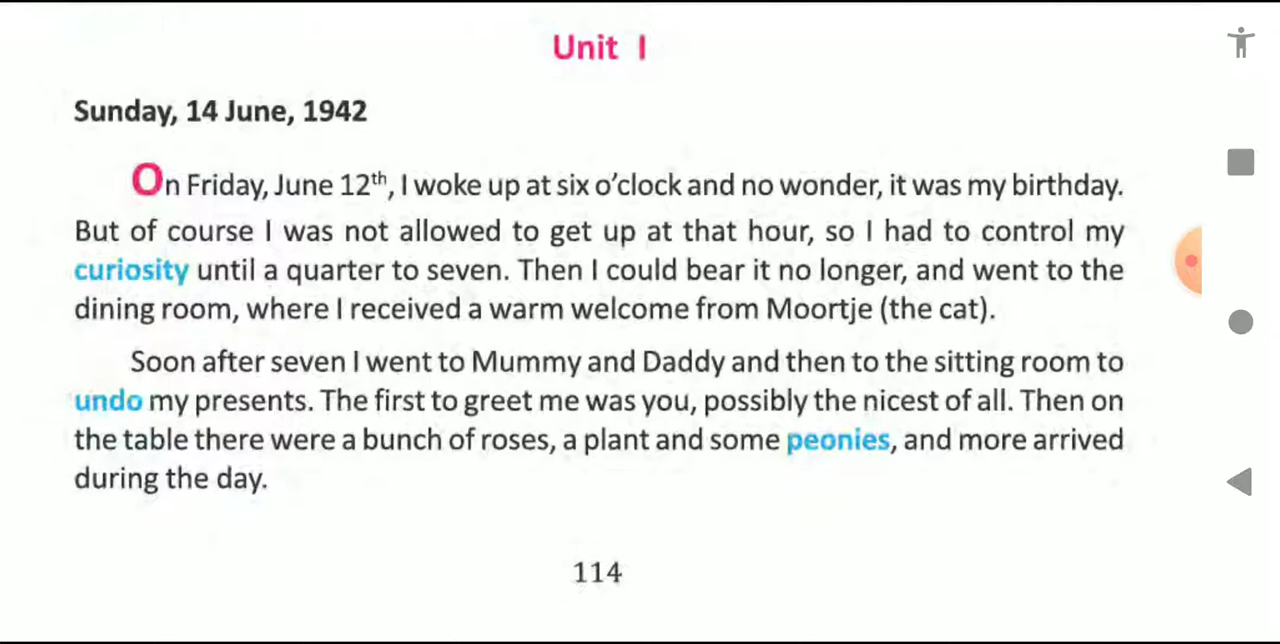 Unit I
Sunday, 14 June, 1942
On Friday, June 12th, I woke up at six o’clock and no wonder, it was my birthday.
But of course I was not allowed to get up at that hour, so I had to control my
curiosity until a quarter to seven. Then I could bear it no longer, and went to the
dining room, where I received a warm welcome from Moortje (the cat).
Soon after seven I went to Mummy and Daddy and then to the sitting room to
undo my presents. The first to greet me was you, possibly the nicest of all. Then on
the table there were a bunch of roses, a plant and some peonies, and more arrived
during the day.
114